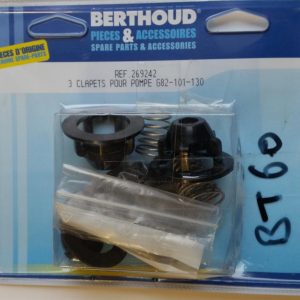 BERTHOUD
PIECES & ACCESSOIRES
SPARE PARTS & ACCESSORIES
PIECES D'ORIGINE
REF.269242
3 CLAPETS POUR POMPE G82-101-130
BT60